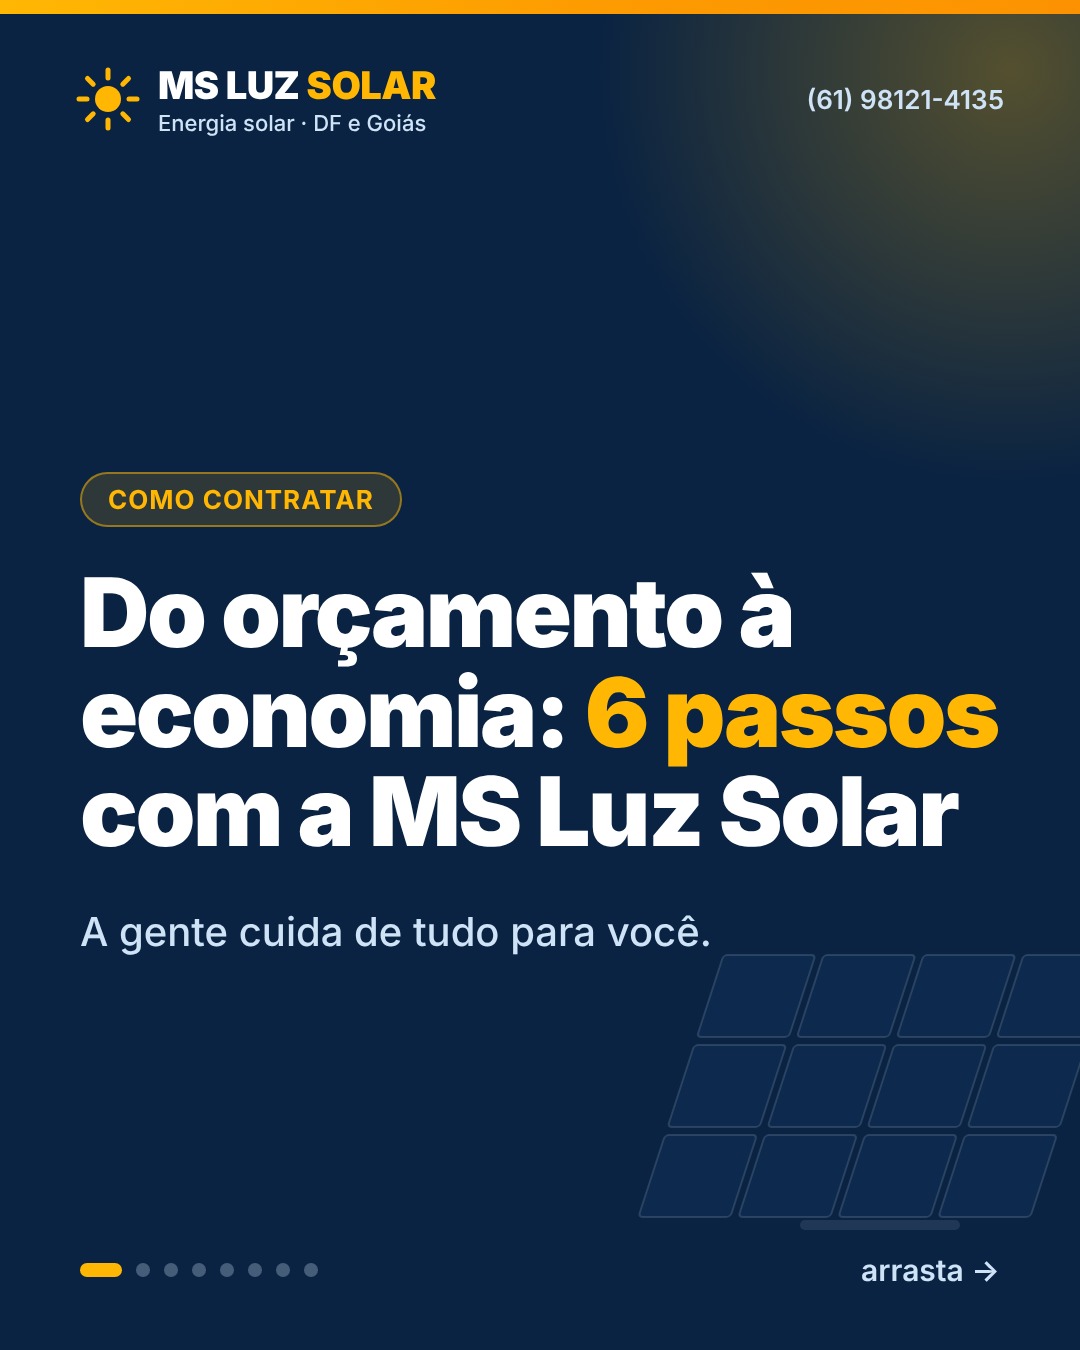 MS LUZ SOLAR
Energia solar · DF e Goiás
(61) 98121-4135
COMO CONTRATAR
Do orçamento à
economia: 6 passos
com a MS Luz Solar
A gente cuida de tudo para você.
arrasta →